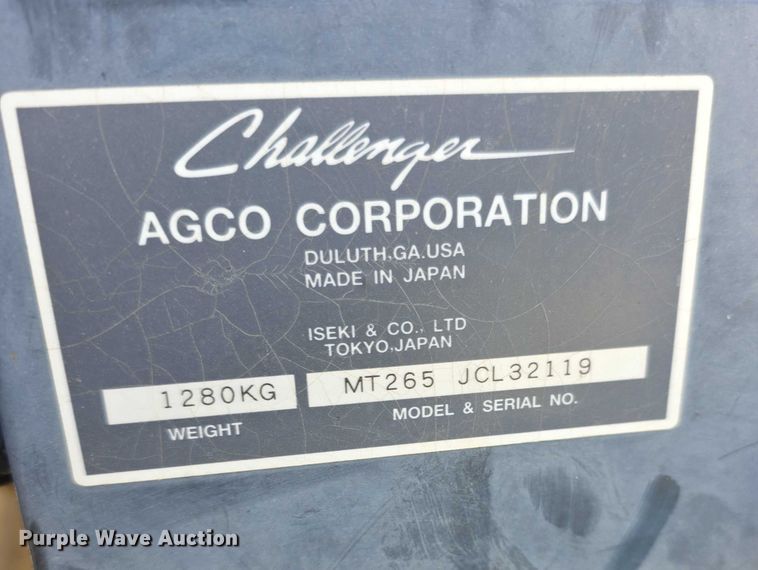 Challenger
AGCO CORPORATION
DULUTH,GA.USA
MADE IN JAPAN
ISEKI & CO., LTD
TOKYO,JAPAN
1280KG MT265 JCL32119
WEIGHT MODEL & SERIAL NO.
Purple Wave Auction